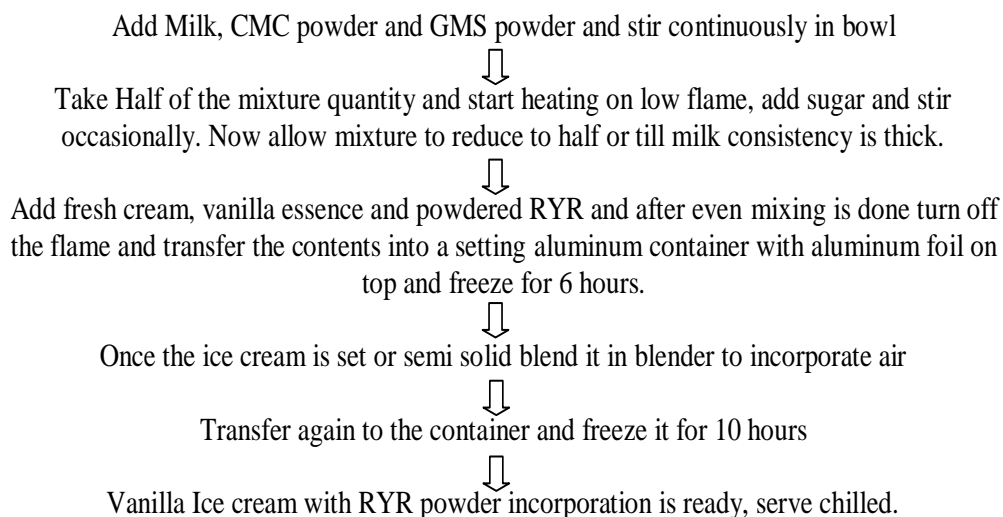 Add Milk, CMC powder and GMS powder and stir continuously in bowl
Take Half of the mixture quantity and start heating on low flame, add sugar and stir
occasionally. Now allow mixture to reduce to half or till milk consistency is thick.
Add fresh cream, vanilla essence and powdered RYR and after even mixing is done turn off
the flame and transfer the contents into a setting aluminum container with aluminum foil on
top and freeze for 6 hours.
Once the ice cream is set or semi solid blend it in blender to incorporate air
Transfer again to the container and freeze it for 10 hours
Vanilla Ice cream with RYR powder incorporation is ready, serve chilled.